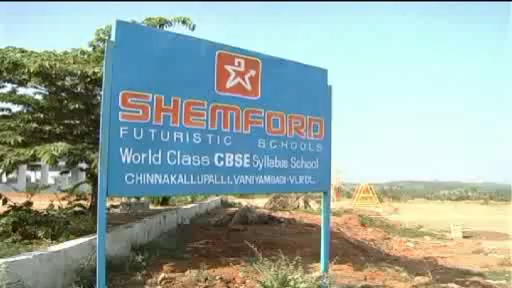 SHEMFORD
FUTURISTIC SCHOOLS
World Class CBSE Syllabus School
CHINNAKALLUPALLI, VANIYAMBADI-VLR DT.,